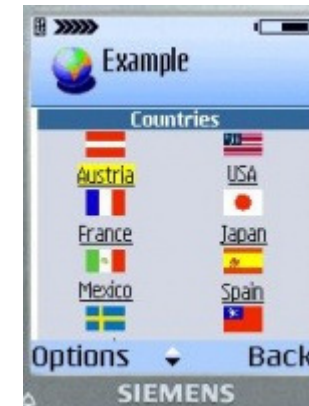 Example
Countries
Austria USA
France Japan
Mexico Spain
Options Back
SIEMENS